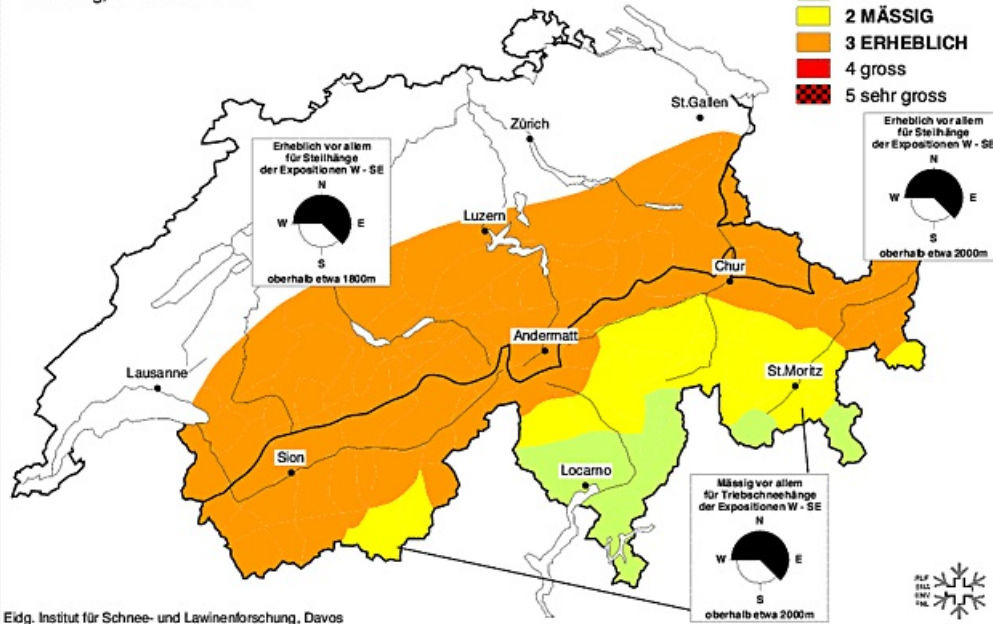 2 MÄSSIG
3 ERHEBLICH
4 gross
5 sehr gross
St.Gallen
Zürich
Erheblich vor allem
für Steilhänge
der Expositionen W - SE
N
W E
S
oberhalb etwa 1800m
Erheblich vor allem
für Steilhänge
der Expositionen W - SE
N
W E
S
oberhalb etwa 2000m
Luzern
Chur
Andermatt
Lausanne
St.Moritz
Sion
Locarno
Mässig vor allem
für Triebschneehänge
der Expositionen W - SE
N
W E
S
oberhalb etwa 2000m
Eidg. Institut für Schnee- und Lawinenforschung, Davos